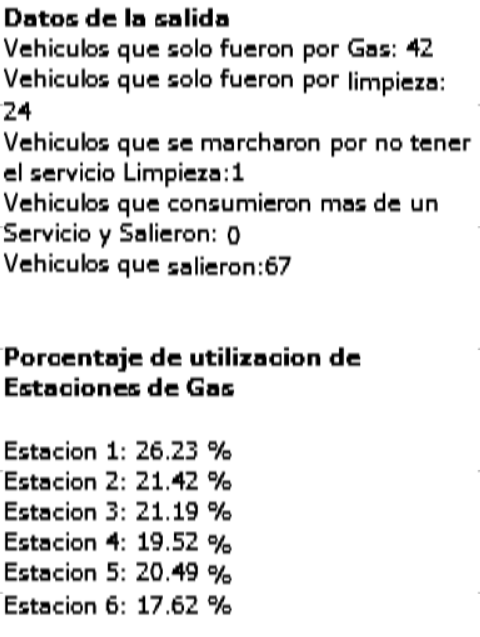 Datos de la salida
Vehiculos que solo fueron por Gas: 42
Vehiculos que solo fueron por limpieza:
24
Vehiculos que se marcharon por no tener
el servicio Limpieza:1
Vehiculos que consumieron mas de un
Servicio y Salieron: 0
Vehiculos que salieron:67
Porcentaje de utilizacion de
Estaciones de Gas
Estacion 1: 26.23 %
Estacion 2: 21.42 %
Estacion 3: 21.19 %
Estacion 4: 19.52 %
Estacion 5: 20.49 %
Estacion 6: 17.62 %